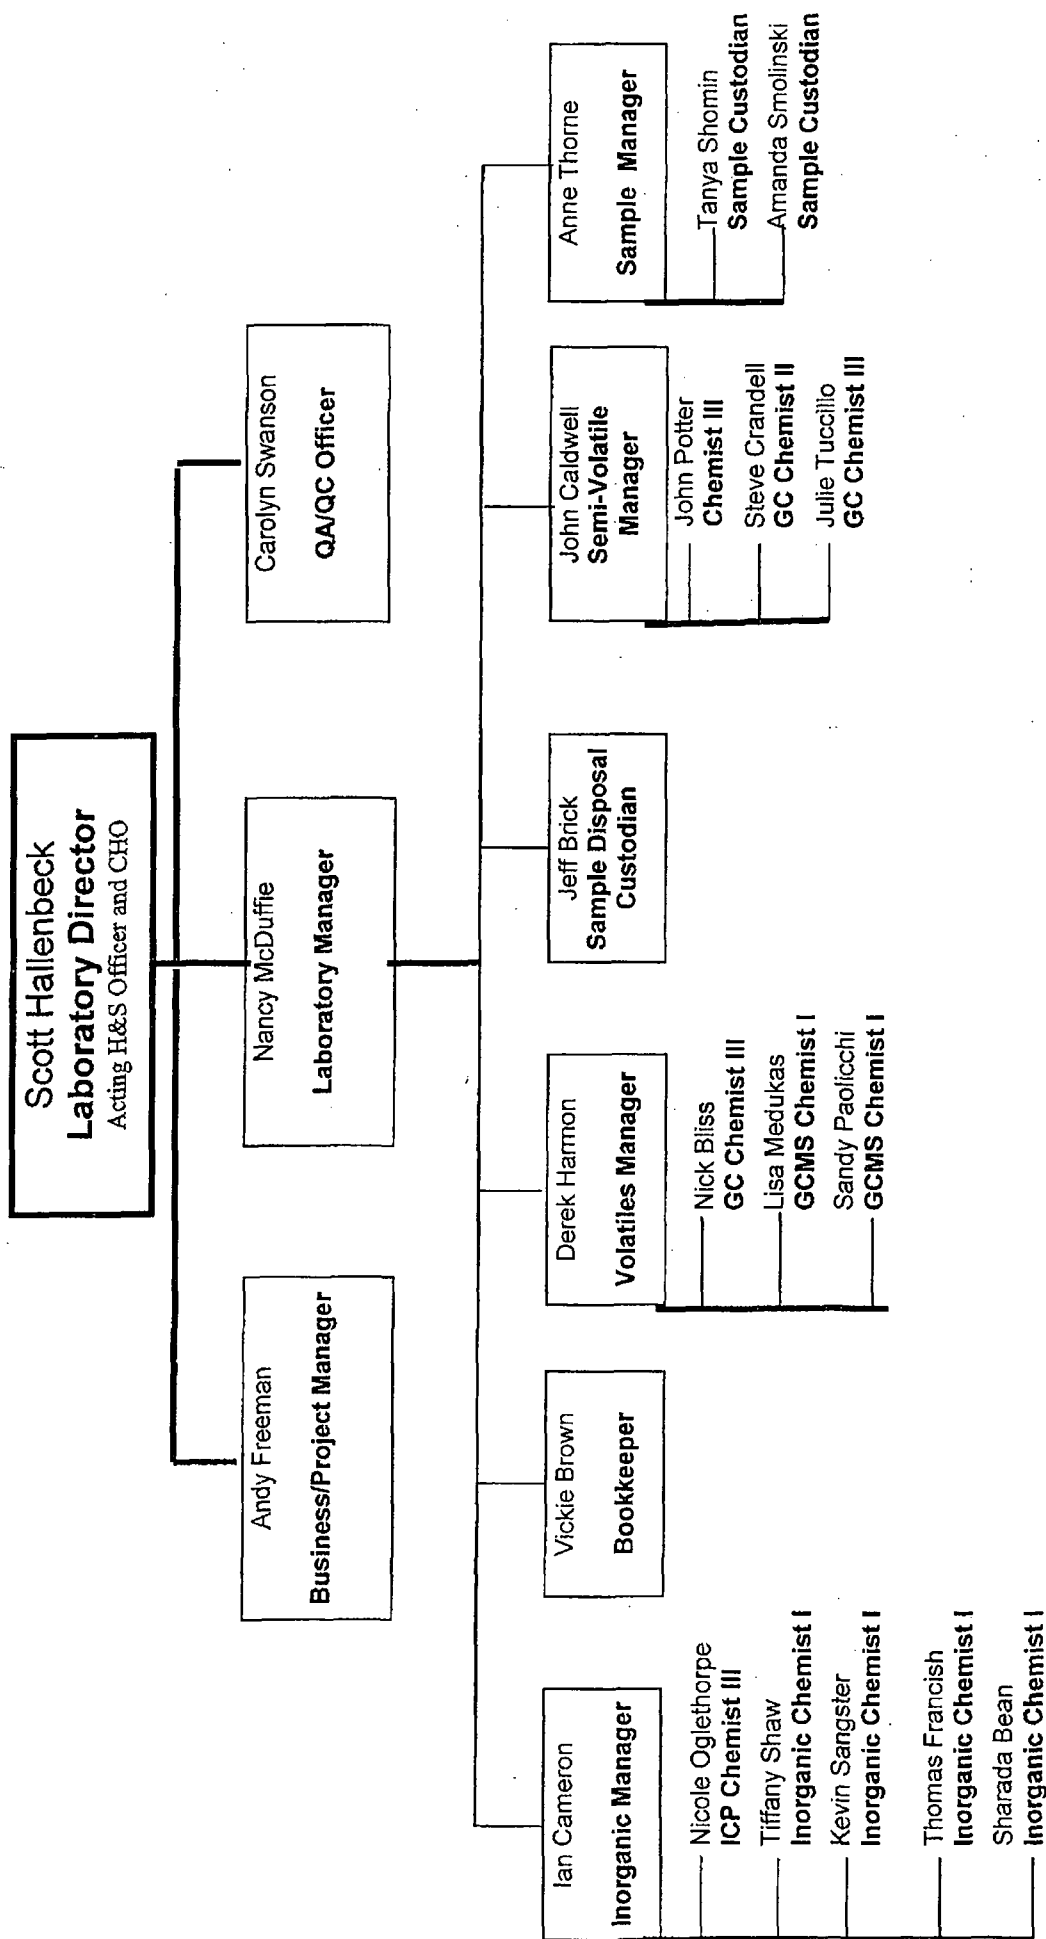 Scott Hallenbeck
Laboratory Director
Acting H&S Officer and CHO
Andy Freeman
Business/Project Manager
Nancy McDuffie
Laboratory Manager
Carolyn Swanson
QA/QC Officer
Ian Cameron
Inorganic Manager
Nicole Oglethorpe
ICP Chemist III
Tiffany Shaw
Inorganic Chemist I
Kevin Sangster
Inorganic Chemist I
Thomas Francish
Inorganic Chemist I
Sharada Bean
Inorganic Chemist I
Vickie Brown
Bookkeeper
Derek Harmon
Volatiles Manager
Nick Bliss
GC Chemist III
Lisa Medukas
GCMS Chemist I
Sandy Paolicchi
GCMS Chemist I
Jeff Brick
Sample Disposal
Custodian
John Caldwell
Semi-Volatile
Manager
John Potter
Chemist III
Steve Crandell
GC Chemist II
Julie Tuccillo
GC Chemist III
Anne Thorne
Sample Manager
Tanya Shomin
Sample Custodian
Amanda Smolinski
Sample Custodian